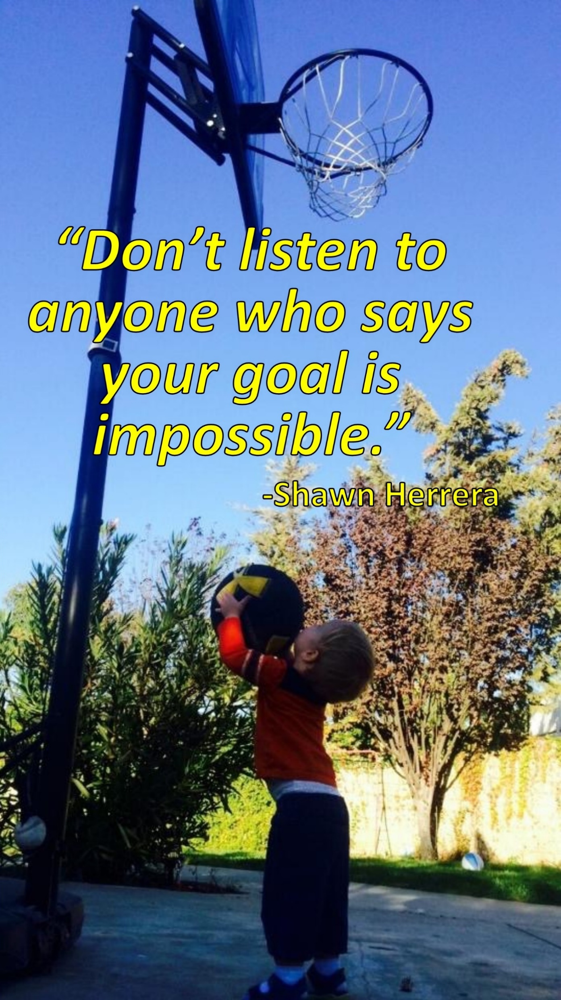 “Don’t listen to
anyone who says
your goal is
impossible.”
-Shawn Herrera